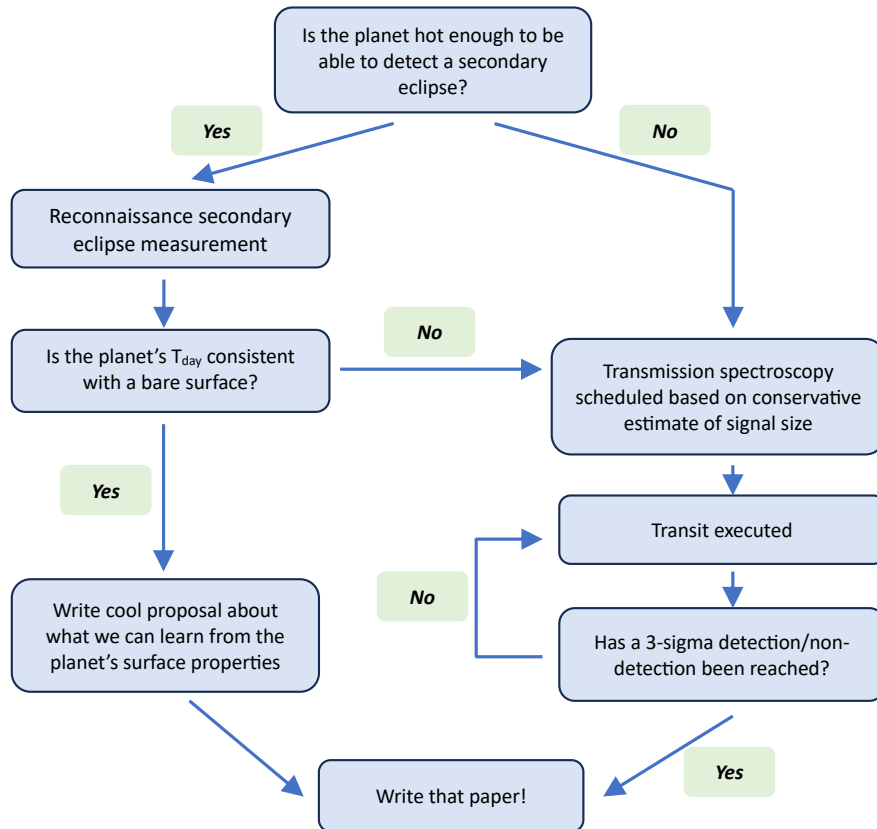 Is the planet hot enough to be
able to detect a secondary
eclipse?
Yes
No
Reconnaissance secondary
eclipse measurement
Is the planet’s Tday consistent
with a bare surface?
No
Transmission spectroscopy
scheduled based on conservative
estimate of signal size
Yes
Transit executed
No
Write cool proposal about
what we can learn from the
planet’s surface properties
Has a 3-sigma detection/non-
detection been reached?
Yes
Write that paper!